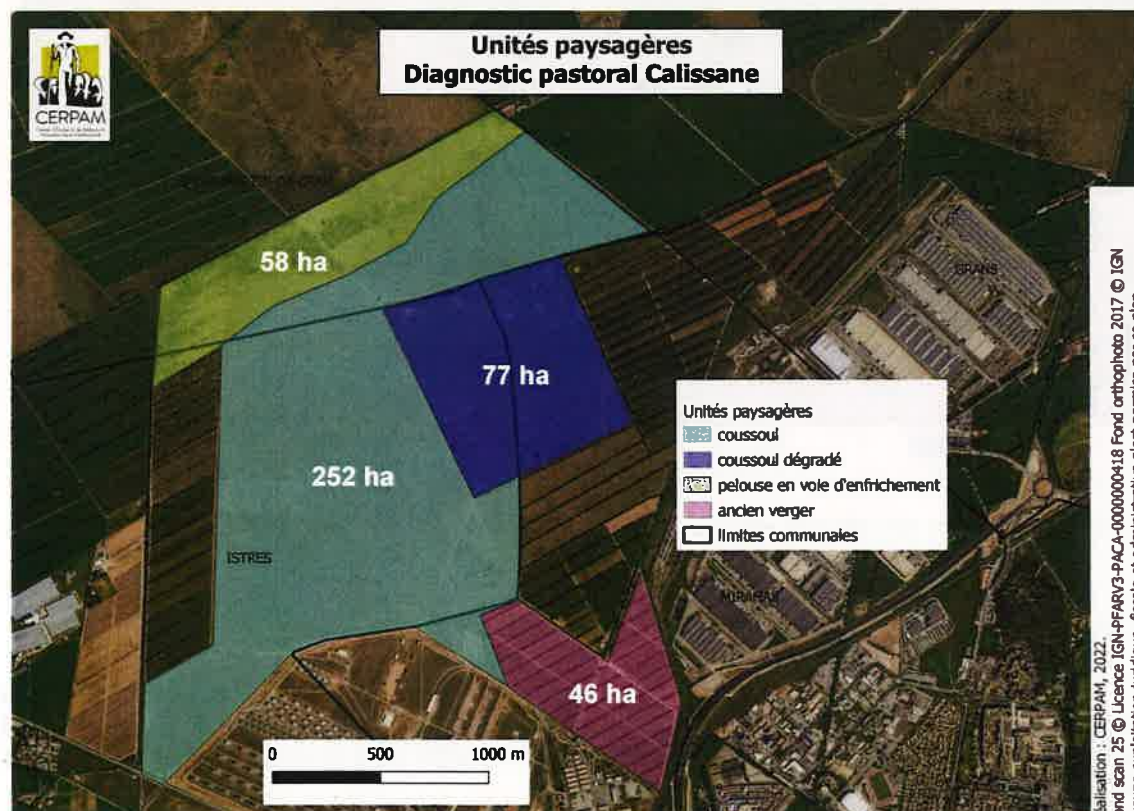 Unités paysagères
Diagnostic pastoral Calissane
CERPAM
58 ha
GRANS
77 ha
252 ha
ISTRES
Unités paysagères
coussoul
coussoul dégradé
pelouse en voie d'enfrichement
ancien verger
limites communales
MIRAMAS
46 ha
0 500 1000 m
alisation : CERPAM, 2022.
nd scan 25 © Licence IGN-PFARV3-PACA-0000000418 Fond orthophoto 2017 © IGN